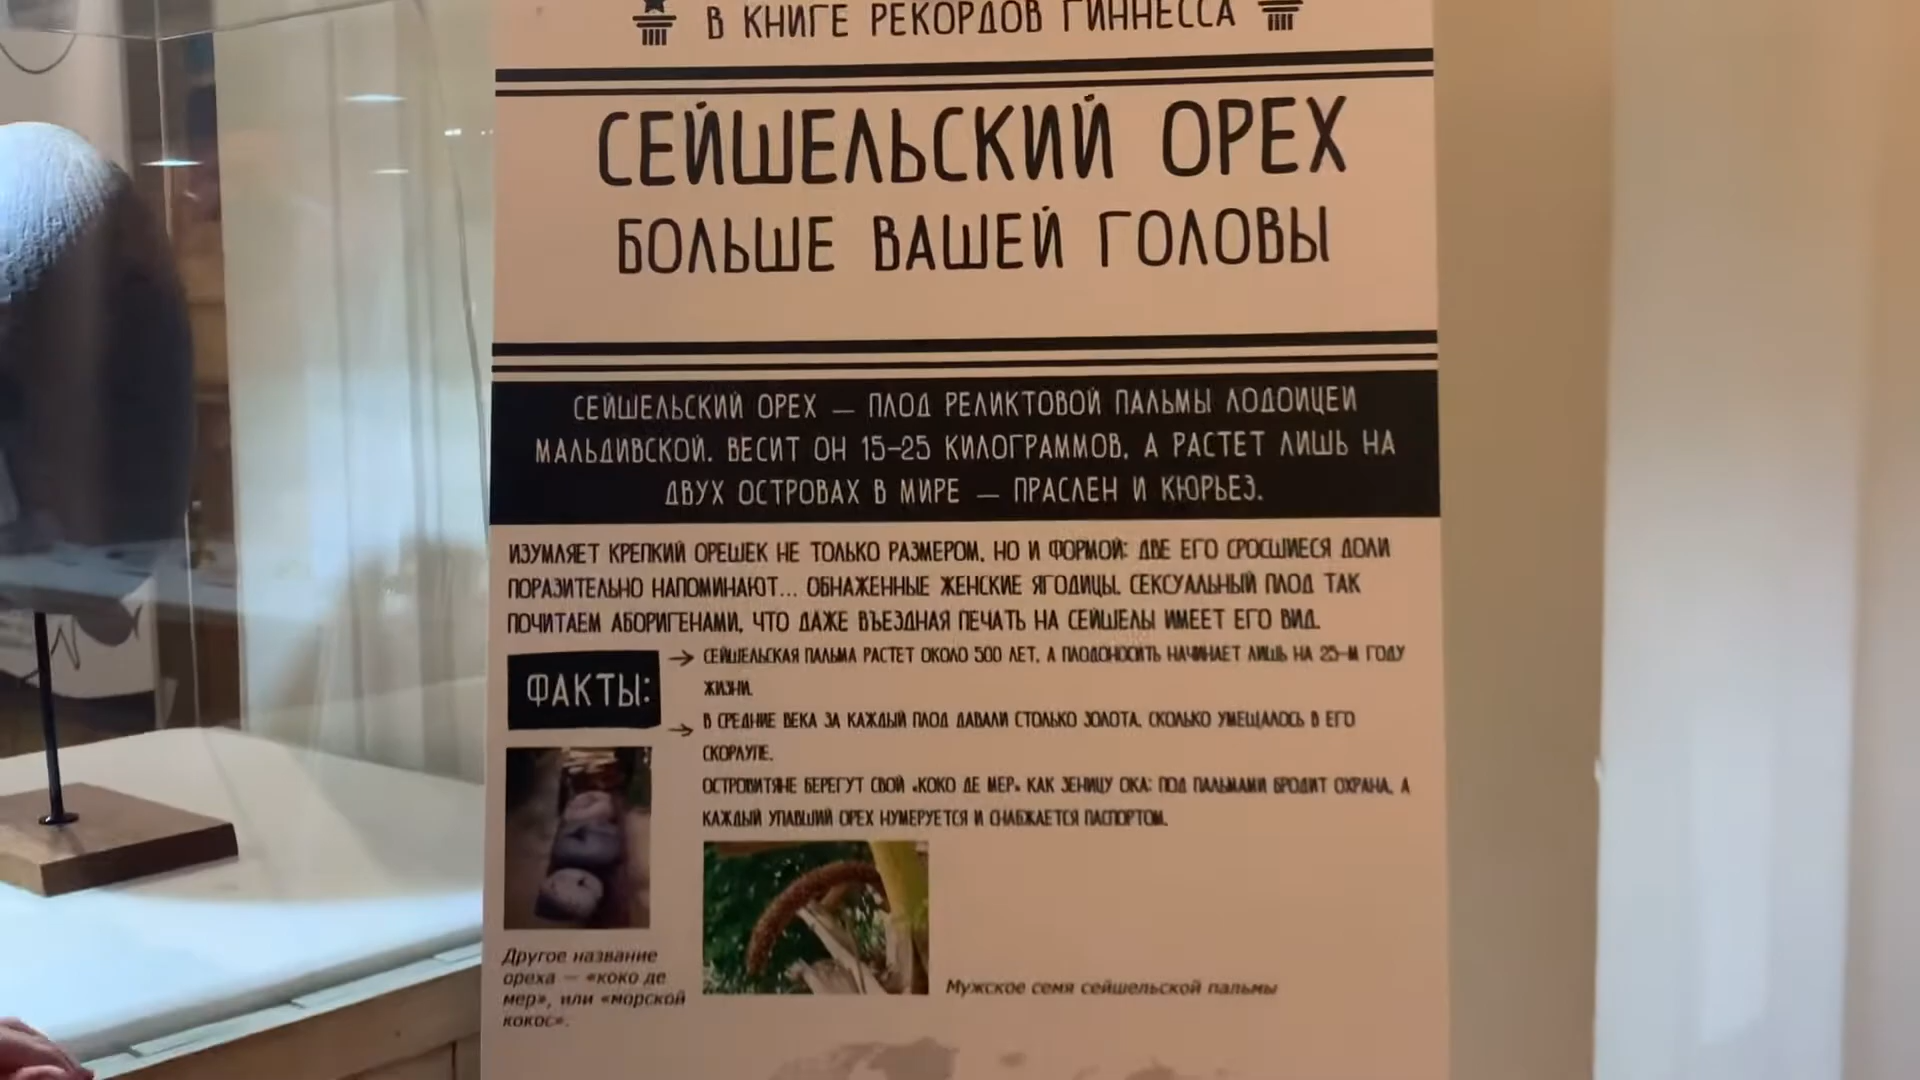 В КНИГЕ РЕКОРДОВ ГИННЕССА
СЕЙШЕЛЬСКИЙ ОРЕХ
БОЛЬШЕ ВАШЕЙ ГОЛОВЫ
СЕЙШЕЛЬСКИЙ ОРЕХ — ПЛОД РЕЛИКТОВОЙ ПАЛЬМЫ ЛОДОИЦЕИ
МАЛЬДИВСКОЙ. ВЕСИТ ОН 15-25 КИЛОГРАММОВ, А РАСТЕТ ЛИШЬ НА
ДВУХ ОСТРОВАХ В МИРЕ — ПРАСЛЕН И КЮРЬЕЗ.
ИЗУМЛЯЕТ КРЕПКИЙ ОРЕШЕК НЕ ТОЛЬКО РАЗМЕРОМ, НО И ФОРМОЙ: ДВЕ ЕГО СРОСШИЕСЯ ДОЛИ
ПОРАЗИТЕЛЬНО НАПОМИНАЮТ... ОБНАЖЕННЫЕ ЖЕНСКИЕ ЯГОДИЦЫ. СЕКСУАЛЬНЫЙ ПЛОД ТАК
ПОЧИТАЕМ АБОРИГЕНАМИ, ЧТО ДАЖЕ ВЪЕЗДНАЯ ПЕЧАТЬ НА СЕЙШЕЛЫ ИМЕЕТ ЕГО ВИД.
ФАКТЫ:
→ СЕЙШЕЛЬСКАЯ ПАЛЬМА РАСТЕТ ОКОЛО 500 ЛЕТ, А ПЛОДОНОСИТЬ НАЧИНАЕТ ЛИШЬ НА 25-М ГОДУ
ЖИЗНИ.
→ В СРЕДНИЕ ВЕКА ЗА КАЖДЫЙ ПЛОД ДАВАЛИ СТОЛЬКО ЗОЛОТА, СКОЛЬКО УМЕЩАЛОСЬ В ЕГО
СКОРЛУПЕ.
ОСТРОВИТЯНЕ БЕРЕГУТ СВОЙ «КОКО ДЕ МЕР» КАК ЗЕНИЦУ ОКА: ПОД ПАЛЬМАМИ БРОДИТ ОХРАНА, А
КАЖДЫЙ УПАВШИЙ ОРЕХ НУМЕРУЕТСЯ И СНАБЖАЕТСЯ ПАСПОРТОМ.
Другое название
ореха — «коко де
мер», или «морской
кокос».
Мужское семя сейшельской пальмы